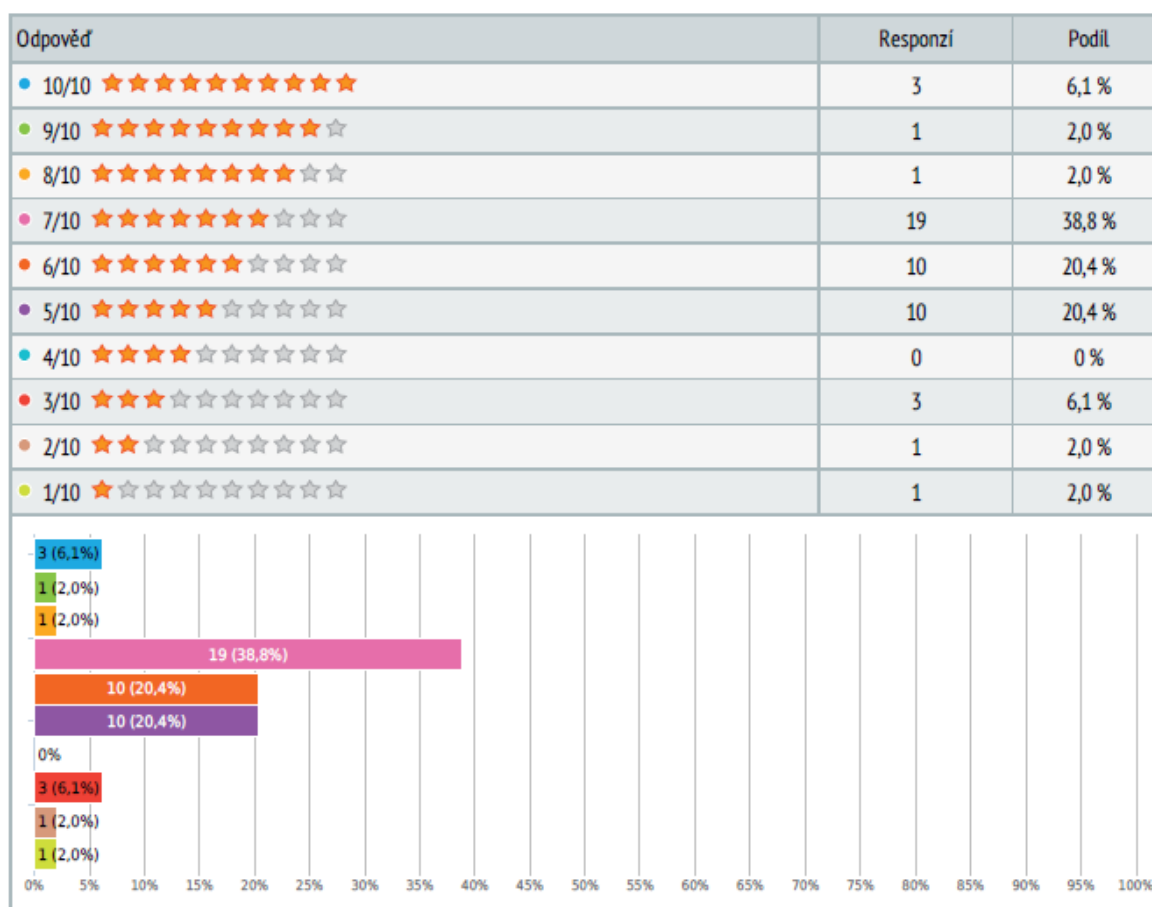 Odpověď Responzí Podíl
10/10 3 6,1 %
9/10 1 2,0 %
8/10 1 2,0 %
7/10 19 38,8 %
6/10 10 20,4 %
5/10 10 20,4 %
4/10 0 0 %
3/10 3 6,1 %
2/10 1 2,0 %
1/10 1 2,0 %
3 (6,1%)
1 (2,0%)
1 (2,0%)
19 (38,8%)
10 (20,4%)
10 (20,4%)
0%
3 (6,1%)
1 (2,0%)
1 (2,0%)
0% 5% 10% 15% 20% 25% 30% 35% 40% 45% 50% 55% 60% 65% 70% 75% 80% 85% 90% 95% 100%